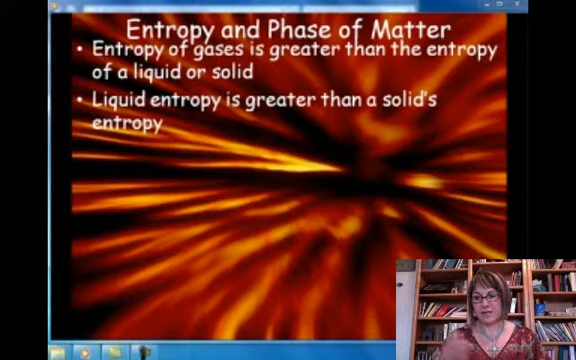 Entropy and Phase of Matter
• Entropy of gases is greater than the entropy
of a liquid or solid
• Liquid entropy is greater than a solid's
entropy